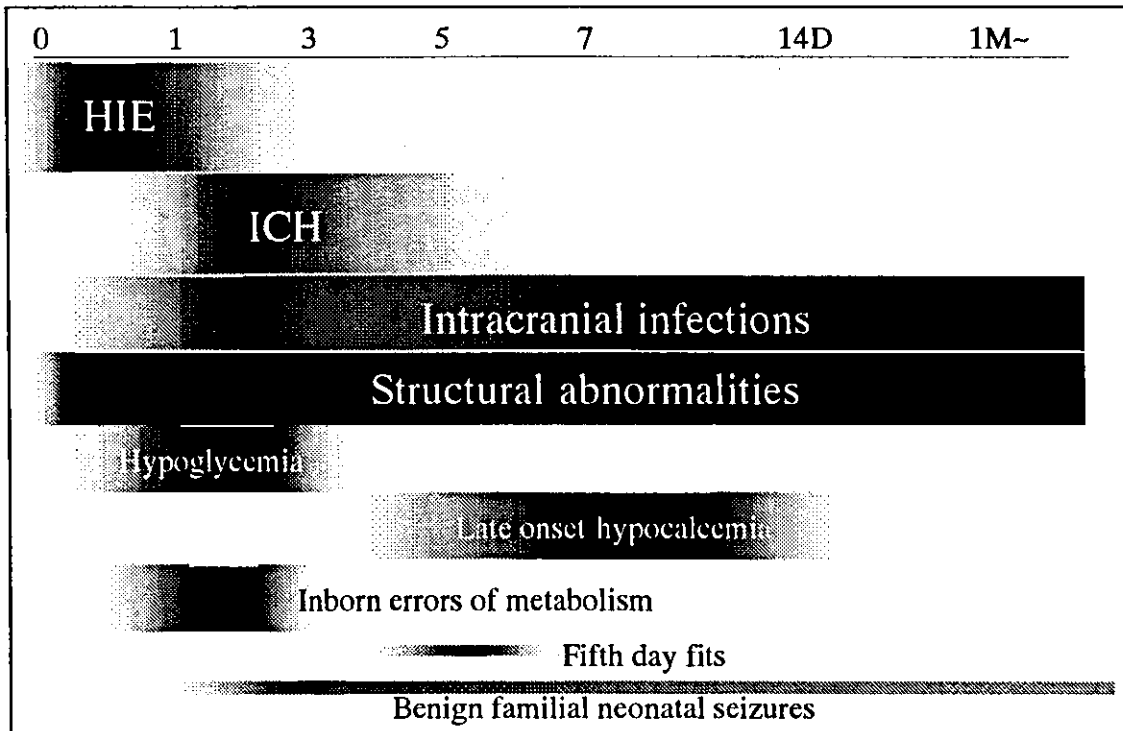 0 1 3 5 7 14D 1M~
HIE
ICH
Intracranial infections
Structural abnormalities
Hypoglycemia
Late onset hypocalcemia
Inborn errors of metabolism
Fifth day fits
Benign familial neonatal seizures